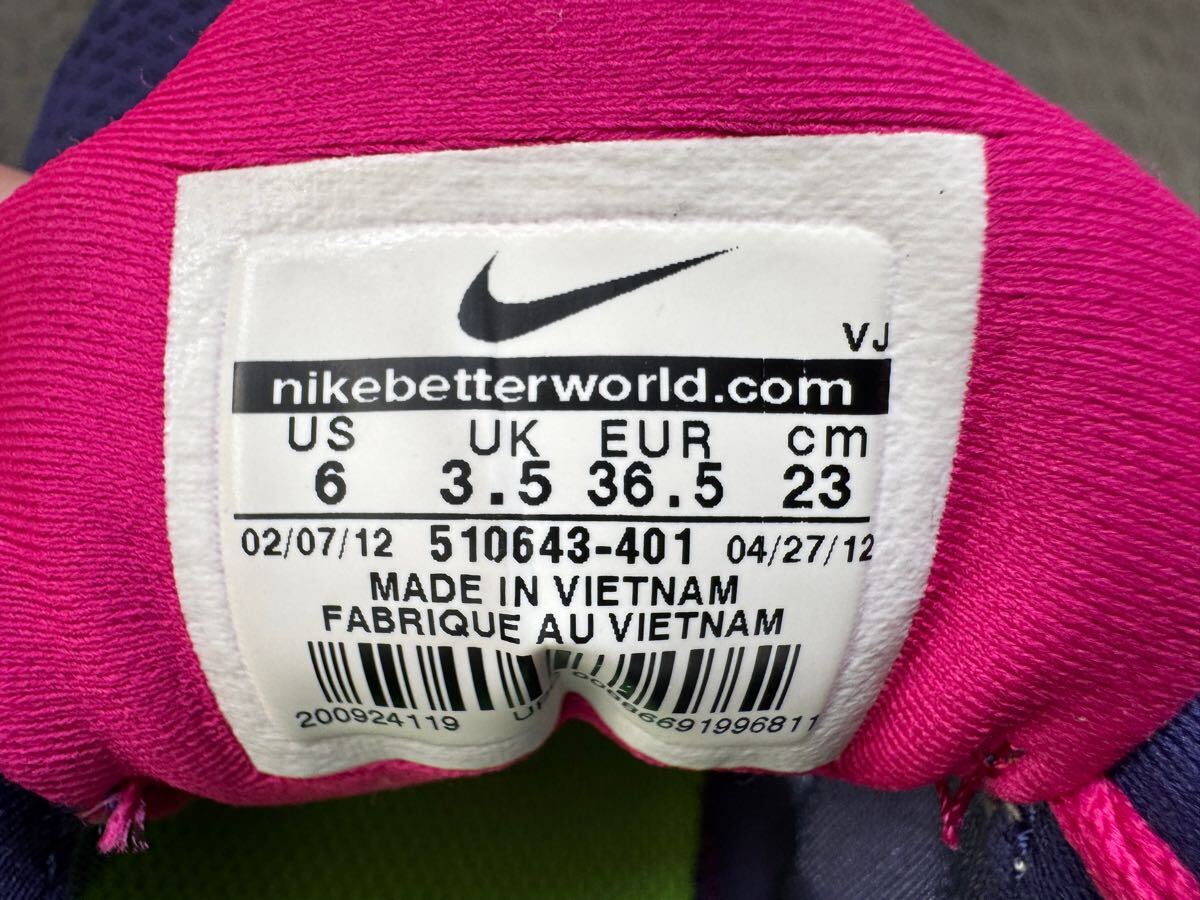 VJ
nikebetterworld.com
US UK EUR cm
6 3.5 36.5 23
02/07/12 510643-401 04/27/12
MADE IN VIETNAM
FABRIQUE AU VIETNAM
200924119 6691996811